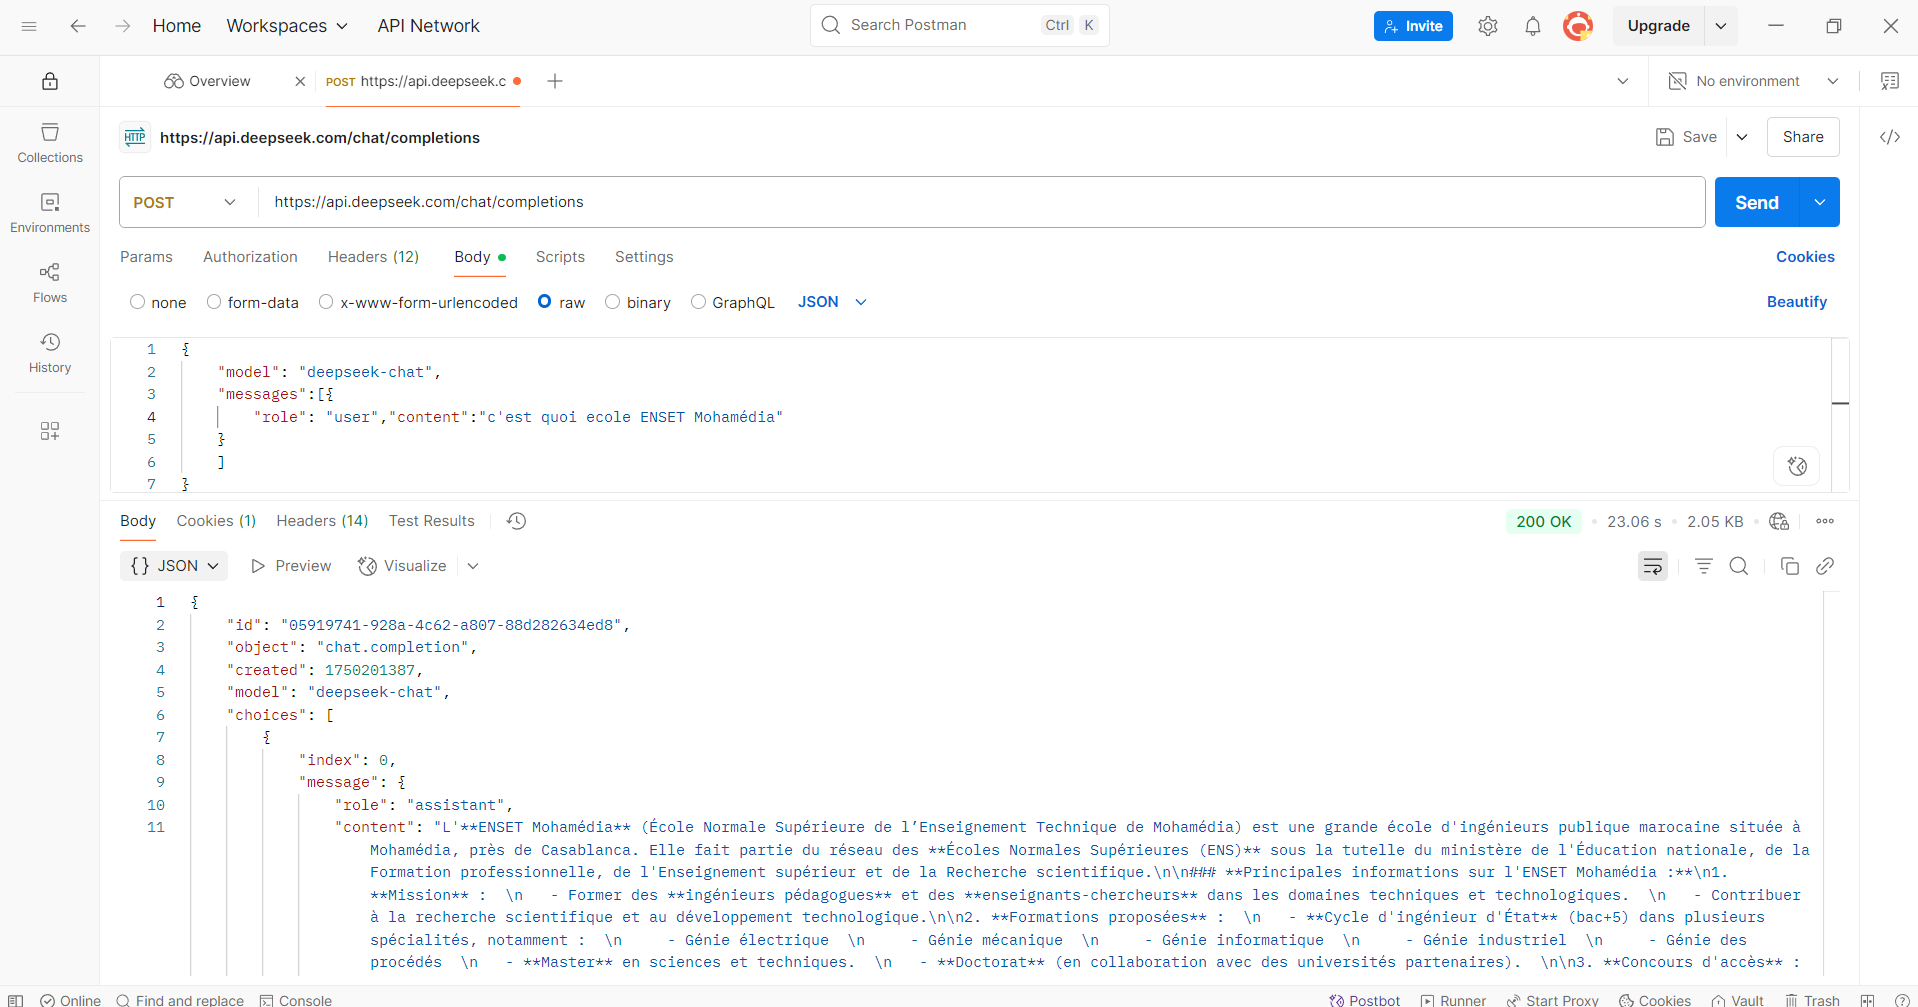 Home Workspaces API Network Search Postman Ctrl K Invite Upgrade
Overview POST https://api.deepseek.c No environment
HTTP https://api.deepseek.com/chat/completions Save Share
Collections
Environments
Flows
History
POST https://api.deepseek.com/chat/completions Send
Params Authorization Headers (12) Body Scripts Settings Cookies
none form-data x-www-form-urlencoded raw binary GraphQL JSON Beautify
1 {
2 "model": "deepseek-chat",
3 "messages":[{
4 "role": "user","content":"c'est quoi ecole ENSET Mohamédia"
5 }
6 ]
7 }
Body Cookies (1) Headers (14) Test Results 200 OK 23.06 s 2.05 KB
{} JSON Preview Visualize
1 {
2 "id": "05919741-928a-4c62-a807-88d282634ed8",
3 "object": "chat.completion",
4 "created": 1750201387,
5 "model": "deepseek-chat",
6 "choices": [
7 {
8 "index": 0,
9 "message": {
10 "role": "assistant",
11 "content": "L'**ENSET Mohamédia** (École Normale Supérieure de l’Enseignement Technique de Mohamédia) est une grande école d'ingénieurs publique marocaine située à
Mohamédia, près de Casablanca. Elle fait partie du réseau des **Écoles Normales Supérieures (ENS)** sous la tutelle du ministère de l'Éducation nationale, de la
Formation professionnelle, de l'Enseignement supérieur et de la Recherche scientifique.\n\n### **Principales informations sur l'ENSET Mohamédia :**\n1.
**Mission** :  \n   - Former des **ingénieurs pédagogues** et des **enseignants-chercheurs** dans les domaines techniques et technologiques.  \n   - Contribuer
à la recherche scientifique et au développement technologique.\n\n2. **Formations proposées** :  \n   - **Cycle d'ingénieur d'État** (bac+5) dans plusieurs
spécialités, notamment :  \n     - Génie électrique  \n     - Génie mécanique  \n     - Génie informatique  \n     - Génie industriel  \n     - Génie des
procédés  \n   - **Master** en sciences et techniques.  \n   - **Doctorat** (en collaboration avec des universités partenaires).  \n\n3. **Concours d'accès** :
Online Find and replace Console Postbot Runner Start Proxy Cookies Vault Trash